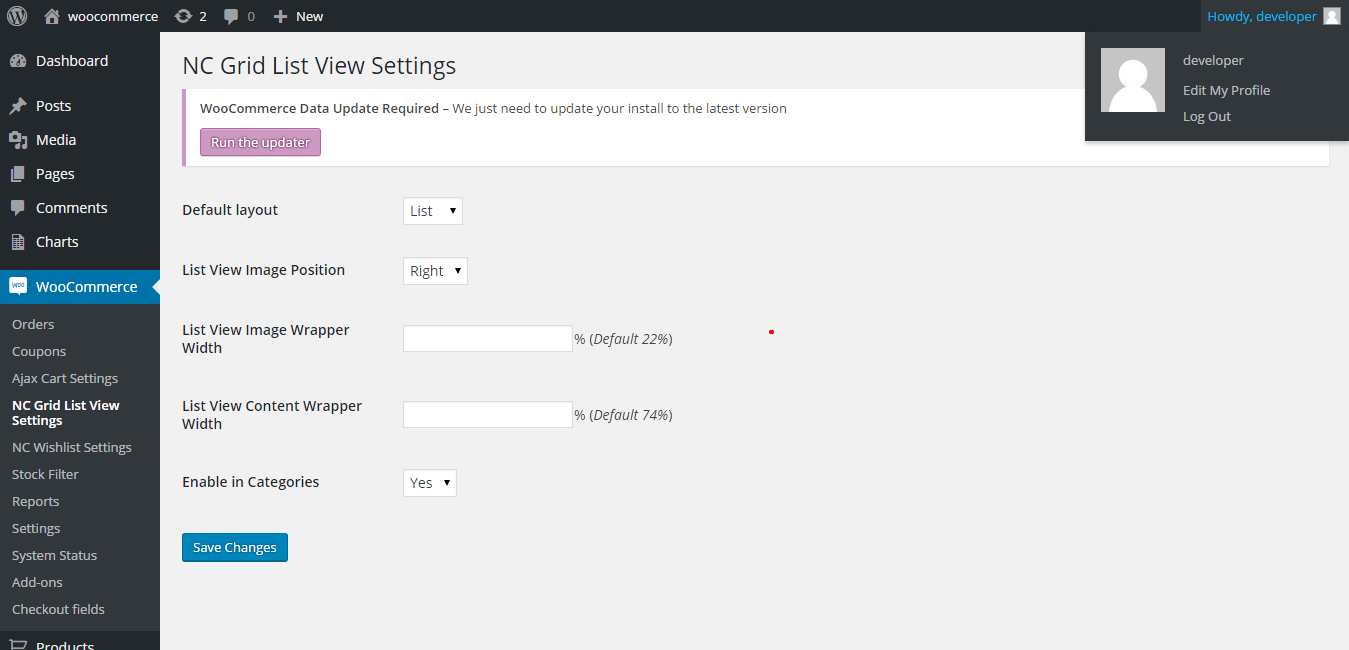 woocommerce 2 0 New Howdy, developer
developer
Edit My Profile
Log Out
Dashboard
Posts
Media
Pages
Comments
Charts
WooCommerce
Orders
Coupons
Ajax Cart Settings
NC Grid List View
Settings
NC Wishlist Settings
Stock Filter
Reports
Settings
System Status
Add-ons
Checkout fields
Products
NC Grid List View Settings
WooCommerce Data Update Required – We just need to update your install to the latest version
Run the updater
Default layout List
List View Image Position Right
List View Image Wrapper
Width
% (Default 22%)
List View Content Wrapper
Width
% (Default 74%)
Enable in Categories Yes
Save Changes